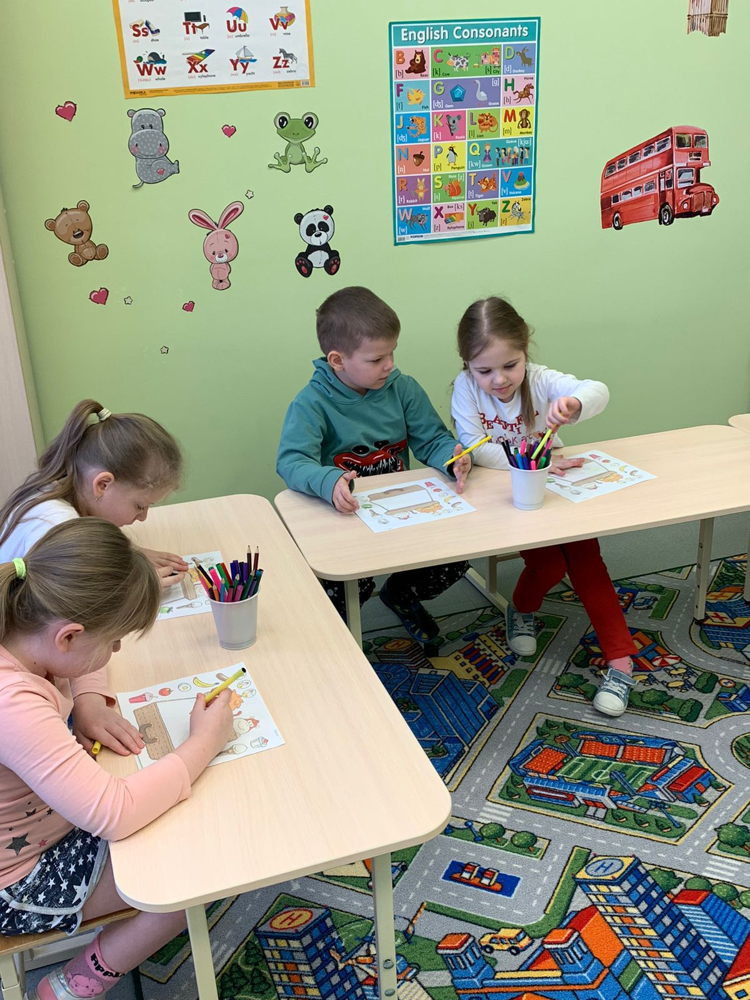 octopus
Ss
shoe
Tt
table
Uu
umbrella
Vv
vase
Ww
whale
Xx
xylophone
Yy
yacht
Zz
zebra
English Consonants
B
[b] Bear
C
[k] Cow
[s] City
D
[d] Donkey
F
[f] Fish
G [g]
[dʒ] Gem
Goose
H Horse
[h]
J
[dʒ] Jaguar
K
[k] Koala
L
[l] Lion
M
[m] Monkey
N
[n] Nut
P
[p] Penguin
Q Queue [kju:]
[kw] Queen
R
[r] Rabbit
S Rose [z]
[s] Squirrel
T
[t] Tiger
V
[v] Volcano
W Wolf
[w]
X Box [ks]
[z] Xylophone
Y Yak
[j]
Z Zebra
[z]
BEAUTIFUL